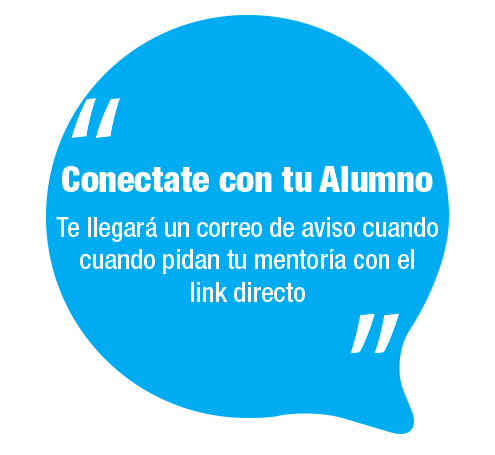 "
Conectate con tu Alumno
Te llegará un correo de aviso cuando
cuando pidan tu mentoría con el
link directo
"